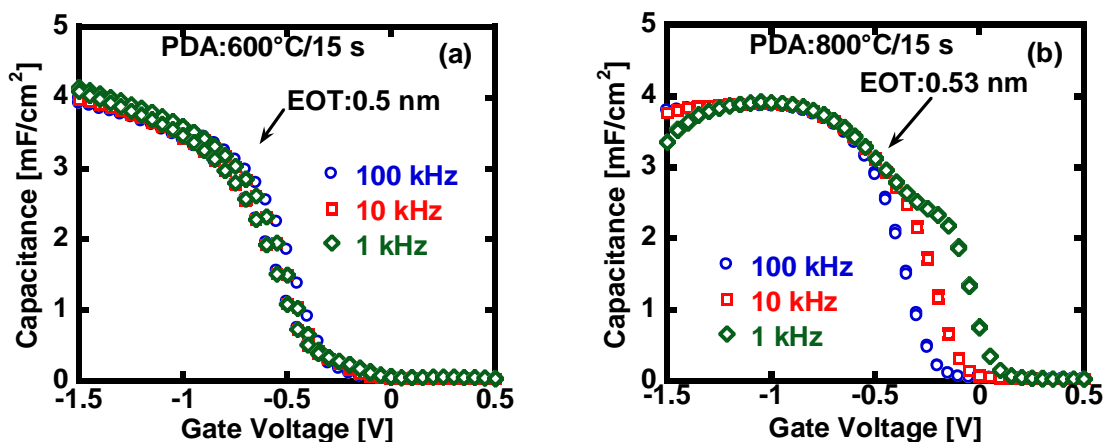 PDA:600°C/15 s
(a)
EOT:0.5 nm
100 kHz
10 kHz
1 kHz
Capacitance [mF/cm²]
5
4
3
2
1
0
-1.5
-1
-0.5
0
0.5
Gate Voltage [V]
PDA:800°C/15 s
(b)
EOT:0.53 nm
100 kHz
10 kHz
1 kHz
Capacitance [mF/cm²]
5
4
3
2
1
0
-1.5
-1
-0.5
0
0.5
Gate Voltage [V]